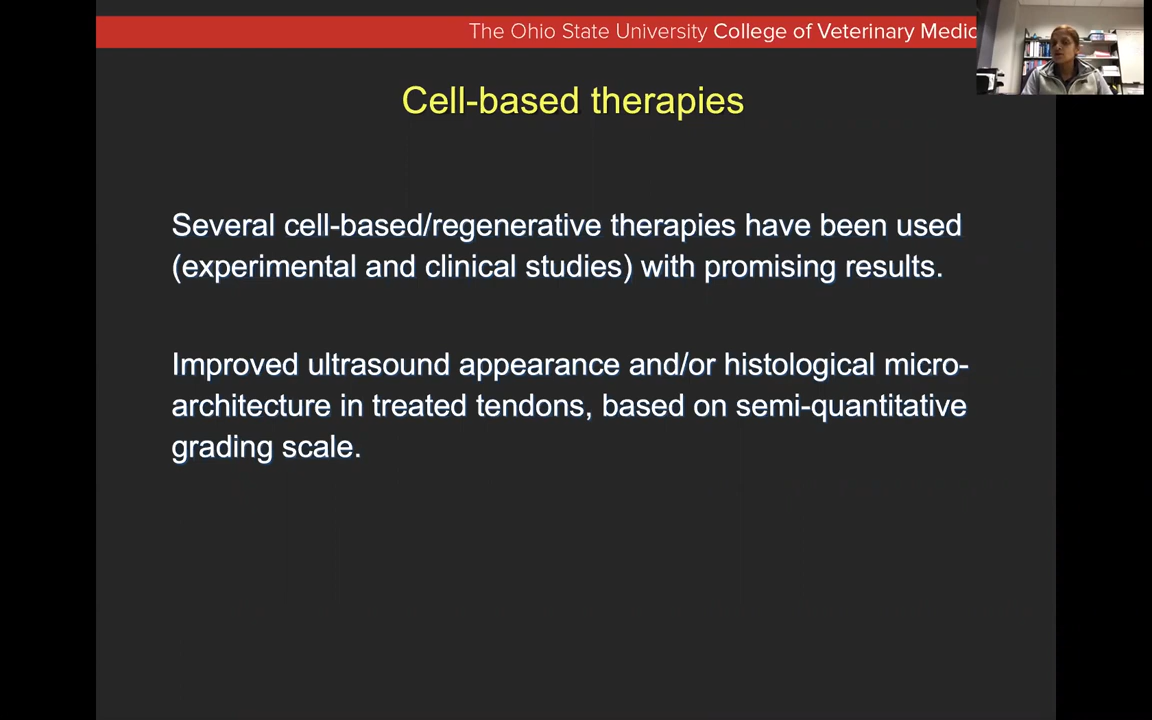 The Ohio State University College of Veterinary Medic
Cell-based therapies
Several cell-based/regenerative therapies have been used
(experimental and clinical studies) with promising results.
Improved ultrasound appearance and/or histological micro-
architecture in treated tendons, based on semi-quantitative
grading scale.